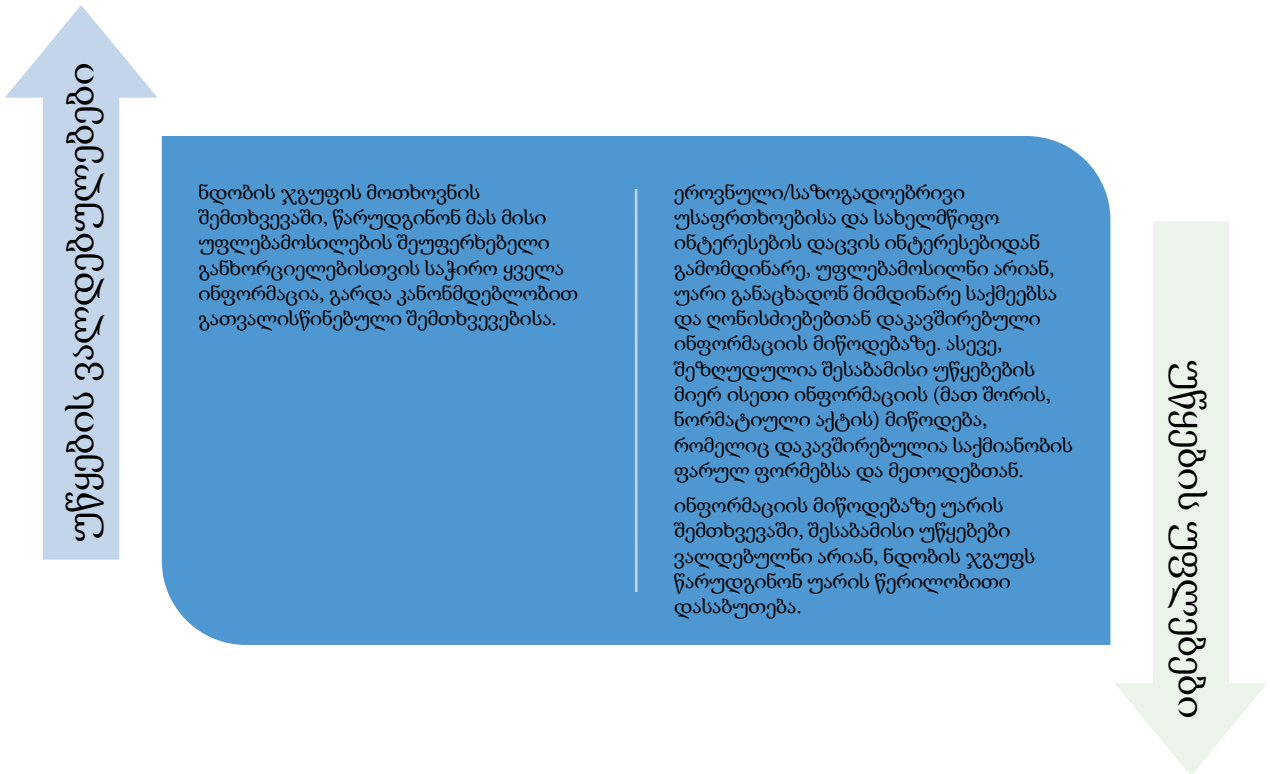 უწყების ვალდებულებები
ნდობის ჯგუფის მოთხოვნის
შემთხვევაში, წარუდგინონ მას მისი
უფლებამოსილების შეუფერხებელი
განხორციელებისთვის საჭირო ყველა
ინფორმაცია, გარდა კანონმდებლობით
გათვალისწინებული შემთხვევებისა.
ეროვნული/საზოგადოებრივი
უსაფრთხოებისა და სახელმწიფო
ინტერესების დაცვის ინტერესებიდან
გამომდინარე, უფლებამოსილნი არიან,
უარი განაცხადონ მიმდინარე საქმეებსა
და ღონისძიებებთან დაკავშირებული
ინფორმაციის მიწოდებაზე. ასევე,
შეზღუდულია შესაბამისი უწყებების
მიერ ისეთი ინფორმაციის (მათ შორის,
ნორმატიული აქტის) მიწოდება,
რომელიც დაკავშირებულია საქმიანობის
ფარულ ფორმებსა და მეთოდებთან.
ინფორმაციის მიწოდებაზე უარის
შემთხვევაში, შესაბამისი უწყებები
ვალდებულნი არიან, ნდობის ჯგუფს
წარუდგინონ უარის წერილობითი
დასაბუთება.
უწყების უფლებები